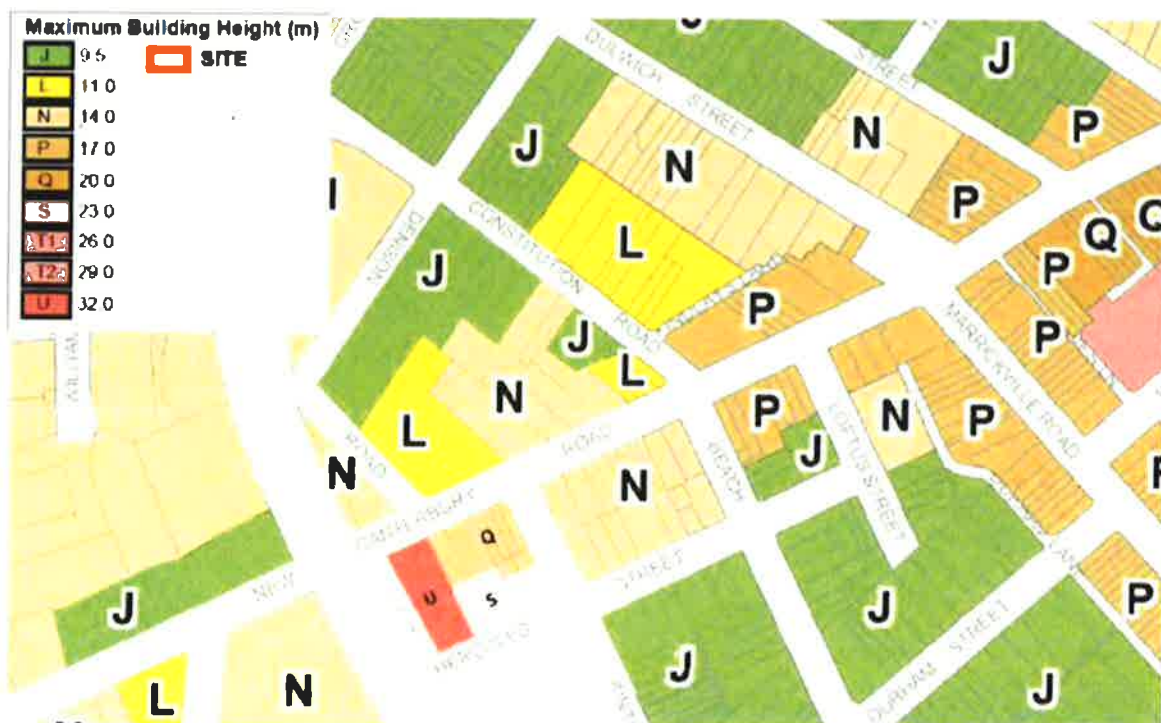 Maximum Building Height (m)
J 9.5
SITE
L 11.0
N 14.0
P 17.0
Q 20.0
S 23.0
T1 26.0
T2 29.0
U 32.0
J
DULWICH
STREET
STREET
J
P
N
J
N
P
Q
Q
P
CONSTITUTION
ROAD
DENISON
J
L
P
MARRICKVILLE ROAD
P
J
L
N
L
ROAD
ROAD
N
CANTERBURY
P
J
BEACH
LOFTUS STREET
N
P
N
STREET
Q
U
S
HERCULES
NEW
J
J
J
P
DURHAM STREET
J
L
N